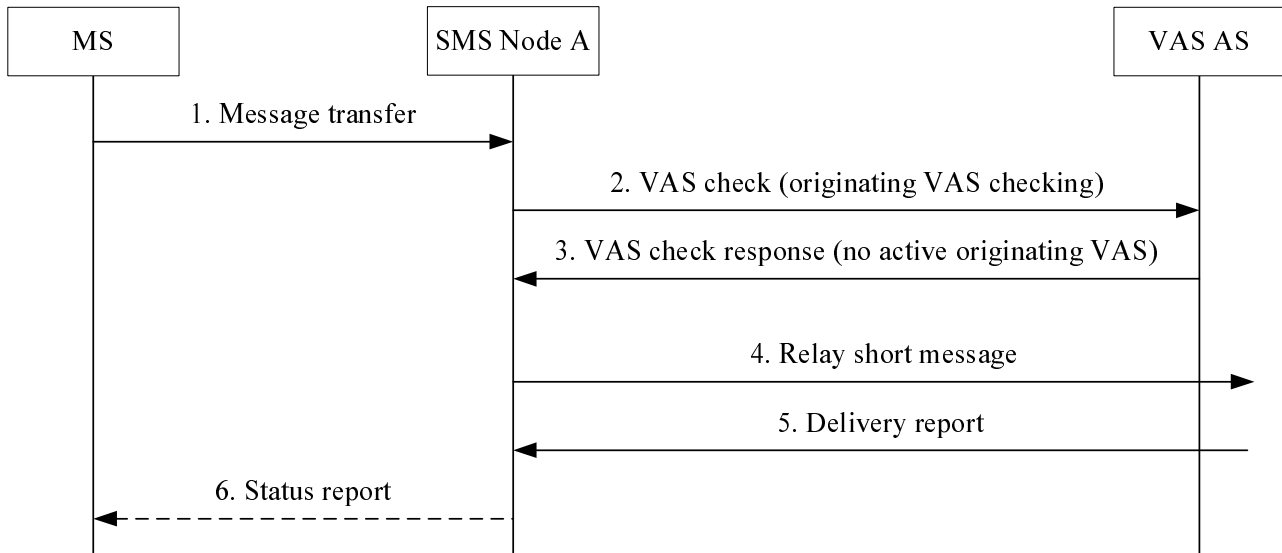 MS
SMS Node A
VAS AS
1. Message transfer
2. VAS check (originating VAS checking)
3. VAS check response (no active originating VAS)
4. Relay short message
5. Delivery report
6. Status report